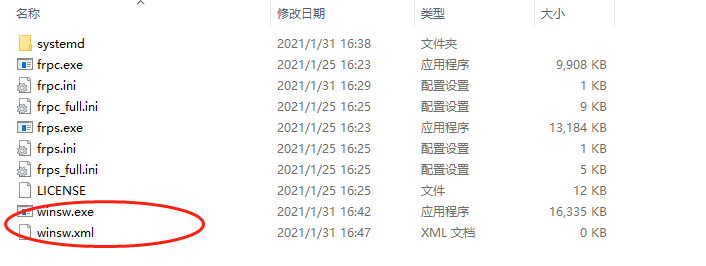 名称 修改日期 类型 大小
systemd 2021/1/31 16:38 文件夹
frpc.exe 2021/1/25 16:23 应用程序 9,908 KB
frpc.ini 2021/1/31 16:39 配置设置 1 KB
frpc_full.ini 2021/1/25 16:25 配置设置 9 KB
frps.exe 2021/1/25 16:23 应用程序 13,184 KB
frps.ini 2021/1/25 16:25 配置设置 1 KB
frps_full.ini 2021/1/25 16:25 配置设置 5 KB
LICENSE 2021/1/25 16:25 文件 12 KB
winsw.exe 2021/1/31 16:42 应用程序 16,335 KB
winsw.xml 2021/1/31 16:47 XML 文档 0 KB